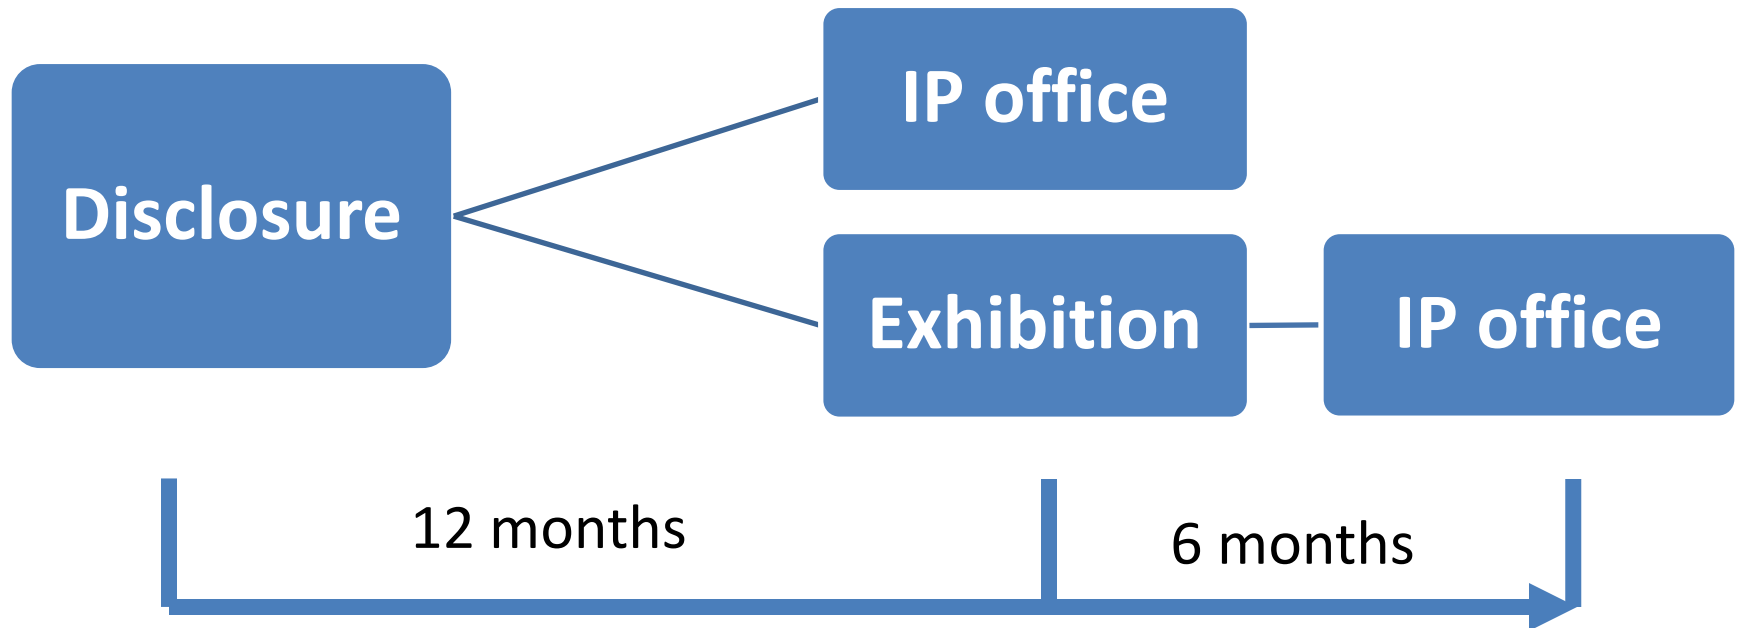 Disclosure
IP office
Exhibition
IP office
12 months
6 months